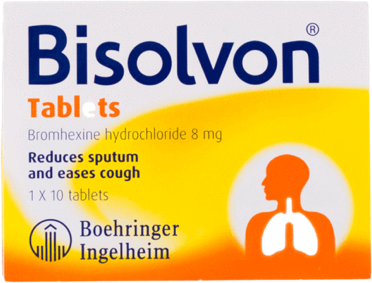 Bisolvon®
Tablets
Bromhexine hydrochloride 8 mg
Reduces sputum
and eases cough
1 X 10 tablets
Boehringer
Ingelheim